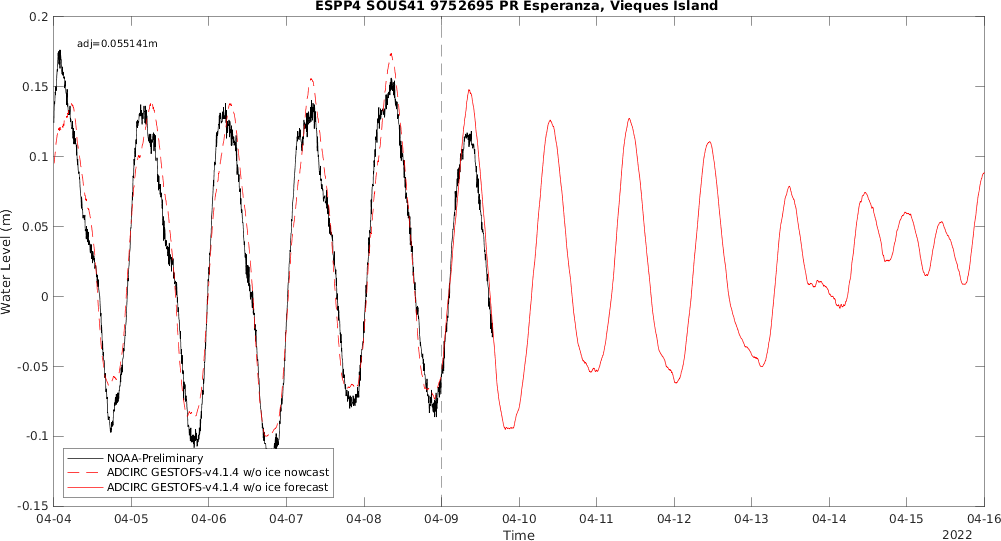 ESPP4 SOUS41 9752695 PR Esperanza, Vieques Island
adj=0.055141m
0.2
0.15
0.1
0.05
0
-0.05
-0.1
-0.15
Water Level (m)
NOAA-Preliminary
ADCIRC GESTOFS-v4.1.4 w/o ice nowcast
ADCIRC GESTOFS-v4.1.4 w/o ice forecast
04-04 04-05 04-06 04-07 04-08 04-09 04-10 04-11 04-12 04-13 04-14 04-15 04-16
Time
2022